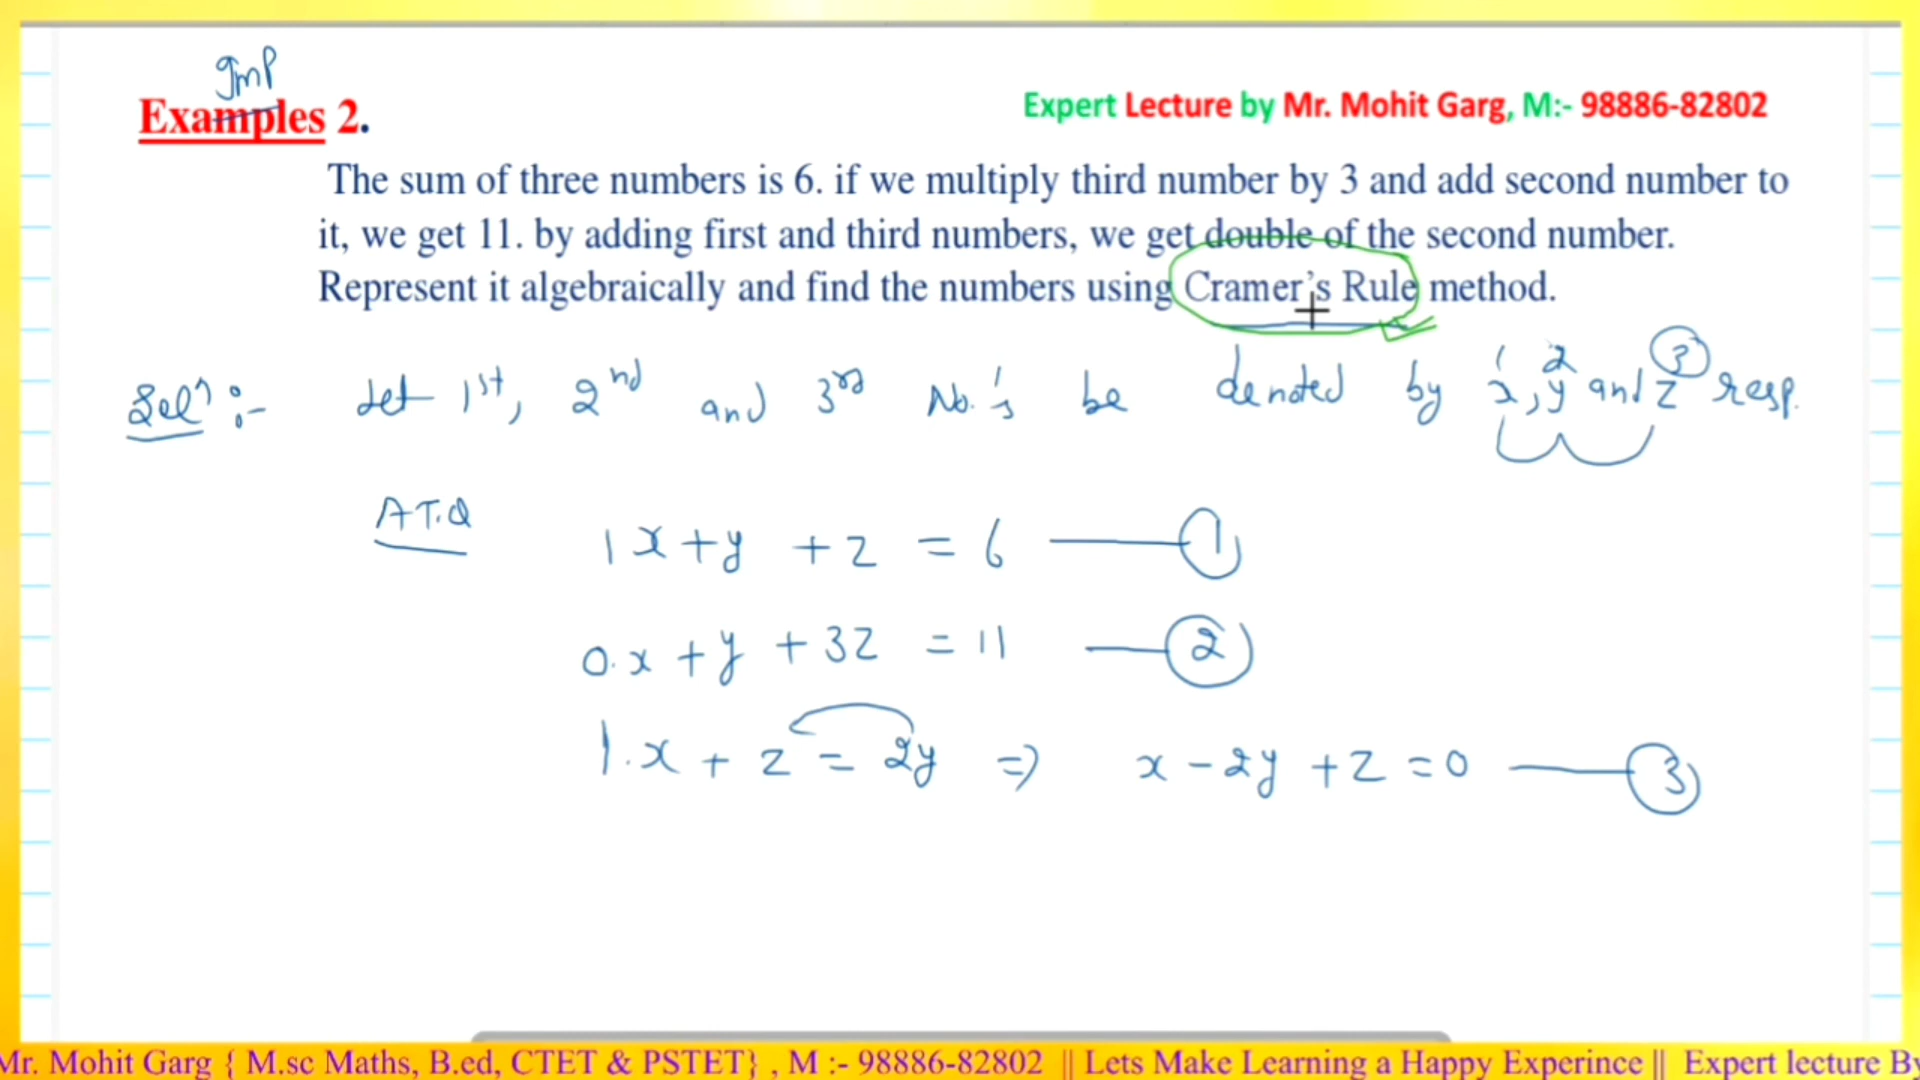 Imp
Examples 2.
Expert Lecture by Mr. Mohit Garg, M:- 98886-82802
The sum of three numbers is 6. if we multiply third number by 3 and add second number to
it, we get 11. by adding first and third numbers, we get double of the second number.
Represent it algebraically and find the numbers using Cramer's Rule method.
1 2 3
Solⁿ :- Let 1st, 2nd and 3rd No.'s be denoted by x, y and z resp.
A.T.Q
1x + y + z = 6 — 1
0.x + y + 3z = 11 — 2
1.x + z = 2y ⇒ x - 2y + z = 0 — 3
Mr. Mohit Garg { M.sc Maths, B.ed, CTET & PSTET} , M :- 98886-82802 || Lets Make Learning a Happy Experince || Expert lecture By